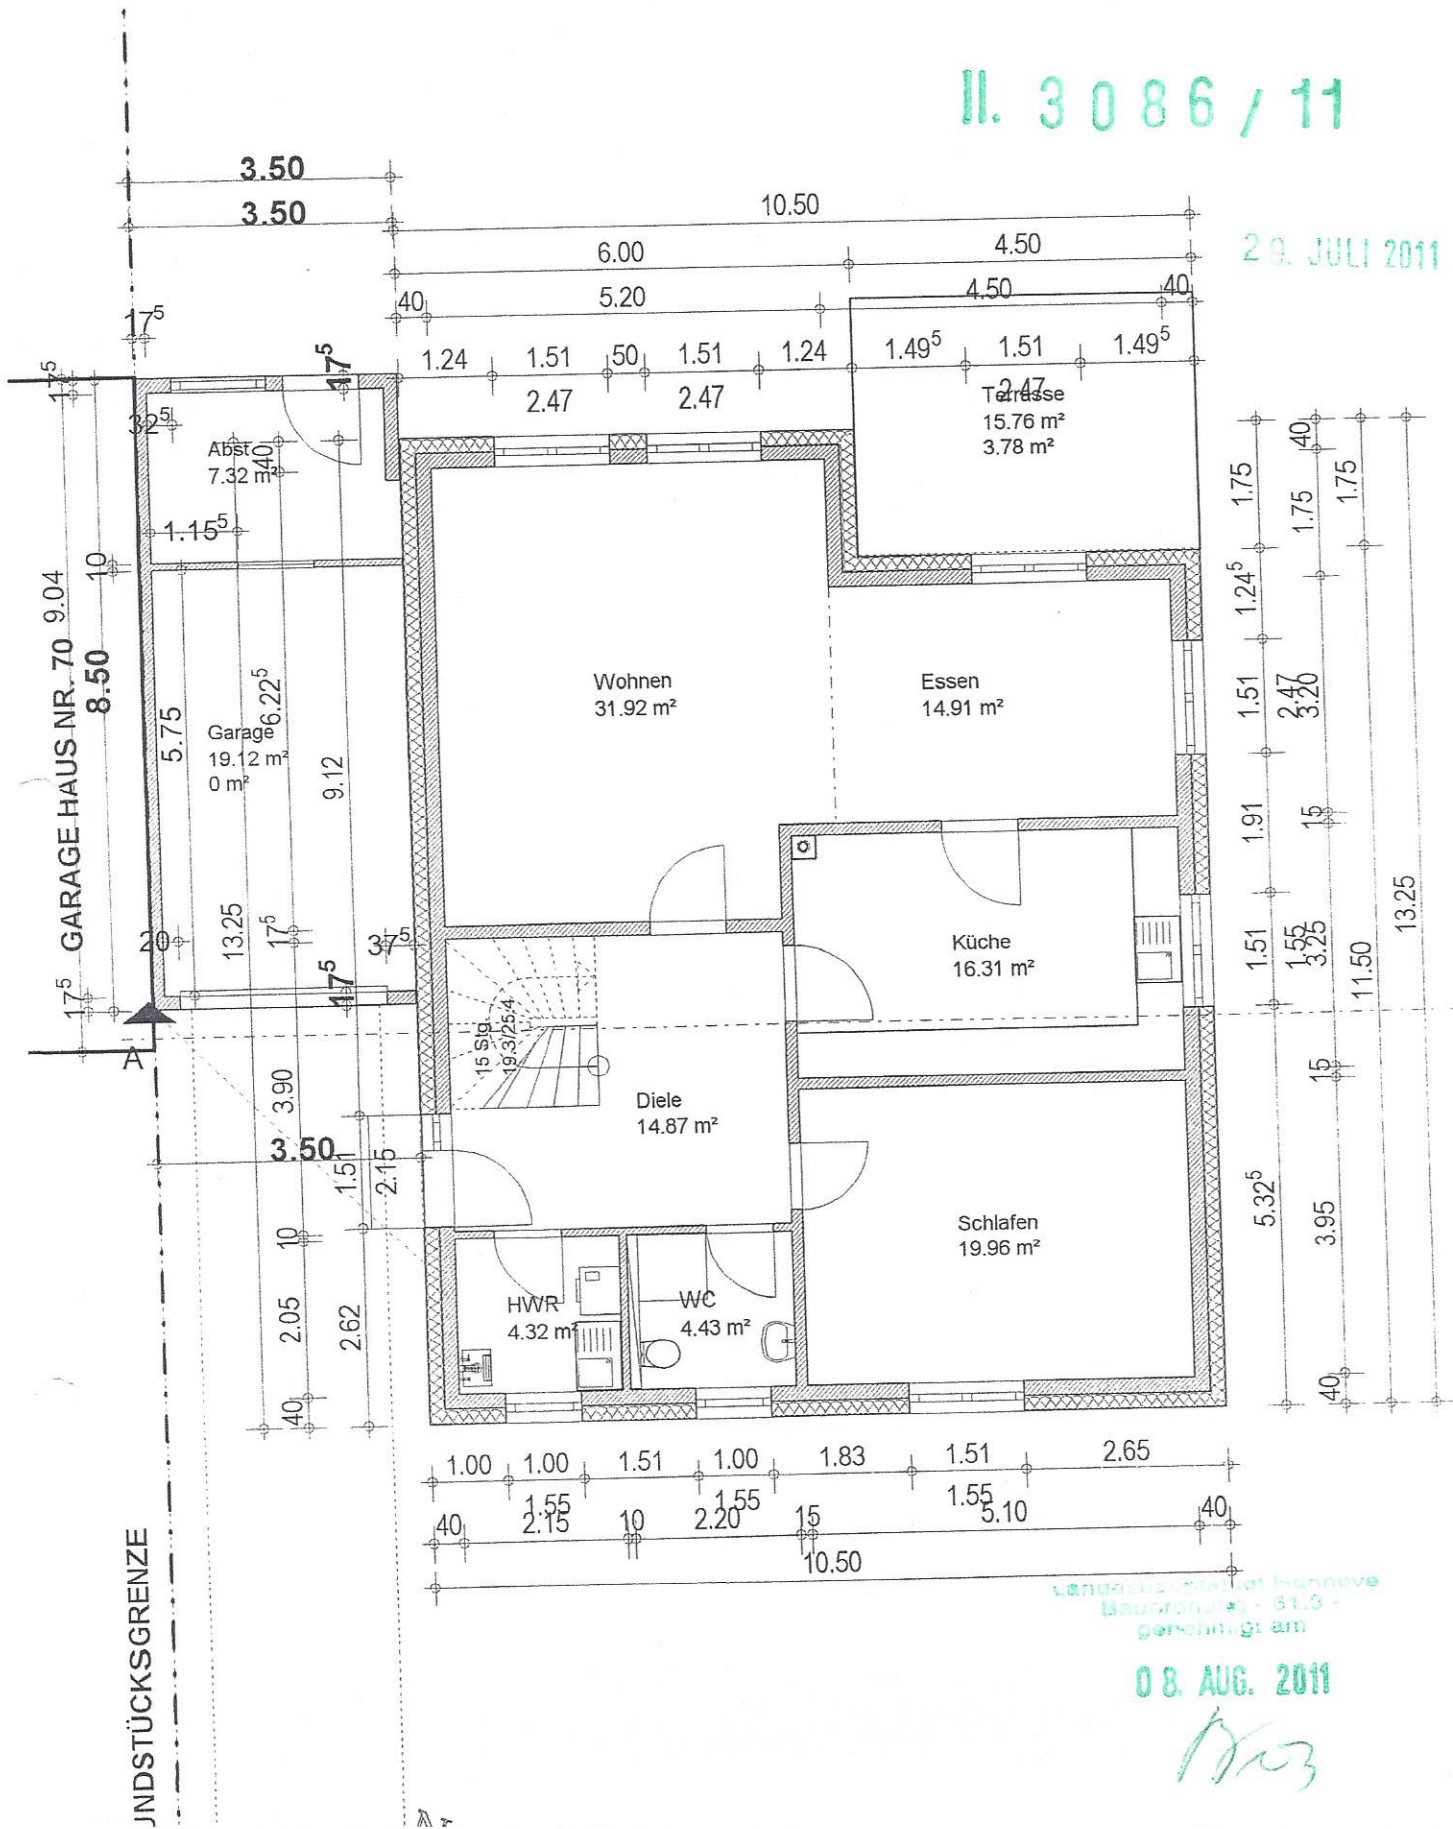 II. 3086/11
3.50
3.50
10.50
29. JULI 2011
6.00
4.50
40
5.20
4.50
40
17⁵
17⁵
17⁵
1.24
1.51
50
1.51
1.24
1.49⁵
1.51
1.49⁵
2.47
2.47
2.47
Terrasse
15.76 m²
3.78 m²
32⁵
Abst
7.32 m²
40
1.15⁵
10
GARAGE HAUS NR. 70
9.04
8.50
5.75
6.22⁵
9.12
Garage
19.12 m²
0 m²
13.25
17⁵
20
37⁵
17⁵
17⁵
A
Wohnen
31.92 m²
Essen
14.91 m²
Küche
16.31 m²
15 Stg
19.3/25.4
Diele
14.87 m²
Schlafen
19.96 m²
HWR
4.32 m²
WC
4.43 m²
3.90
3.50
1.51
2.15
10
2.05
2.62
40
1.75
40
1.75
1.75
1.24⁵
1.51
2.47
3.20
1.91
15
1.51
1.55
3.25
11.50
13.25
15
5.32⁵
3.95
40
1.00
1.00
1.51
1.00
1.83
1.51
2.65
1.55
1.55
1.55
40
2.15
10
2.20
15
5.10
40
10.50
genehmigt am
08. AUG. 2011
UNDSTÜCKSGRENZE